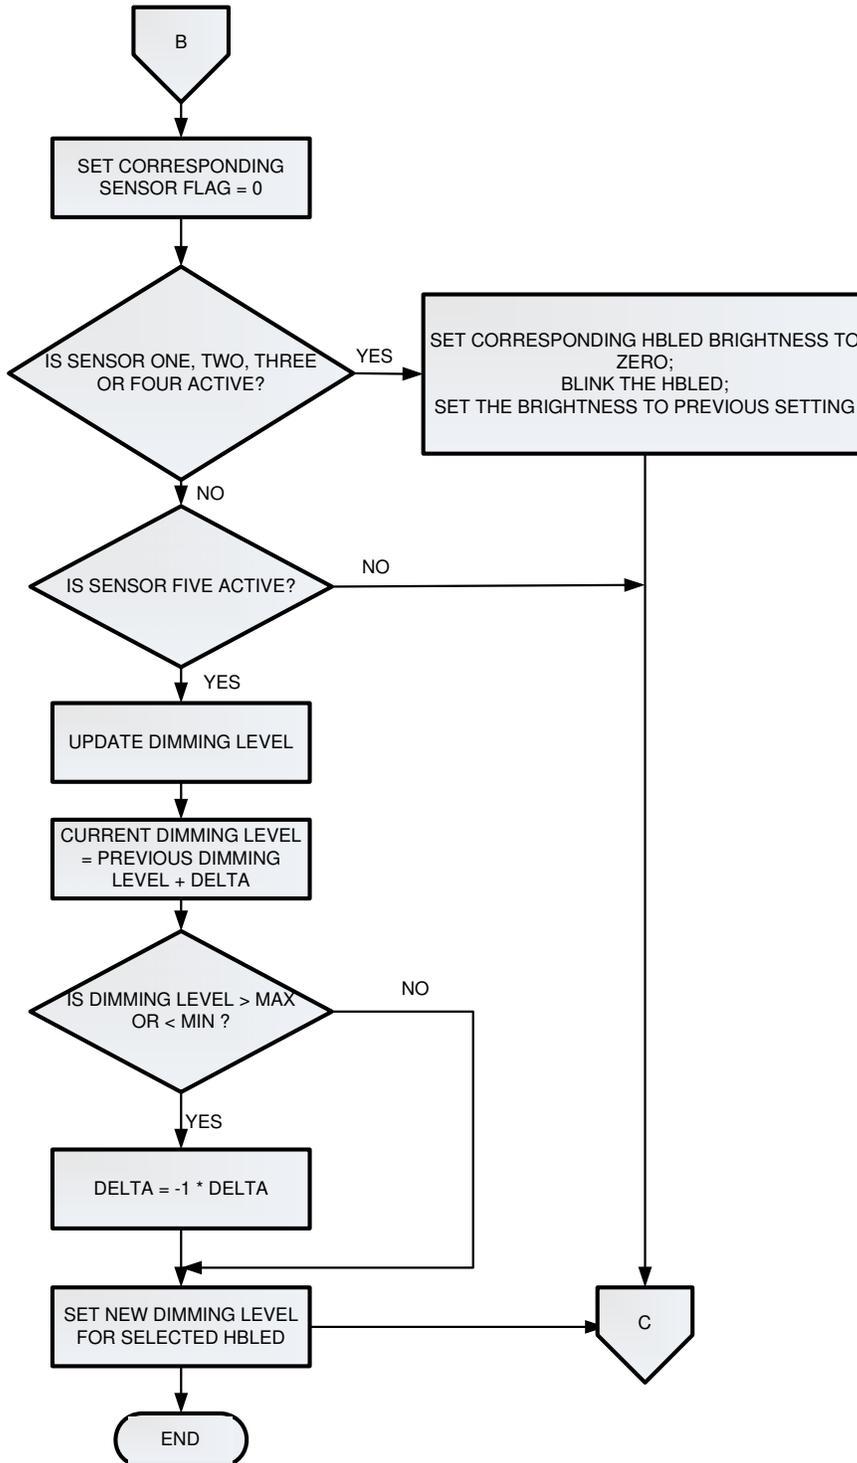 B
SET CORRESPONDING
SENSOR FLAG = 0
IS SENSOR ONE, TWO, THREE
OR FOUR ACTIVE?
YES
SET CORRESPONDING HBLED BRIGHTNESS TO
ZERO;
BLINK THE HBLED;
SET THE BRIGHTNESS TO PREVIOUS SETTING
NO
IS SENSOR FIVE ACTIVE?
NO
YES
UPDATE DIMMING LEVEL
CURRENT DIMMING LEVEL
= PREVIOUS DIMMING
LEVEL + DELTA
IS DIMMING LEVEL > MAX
OR < MIN ?
NO
YES
DELTA = -1 * DELTA
SET NEW DIMMING LEVEL
FOR SELECTED HBLED
C
END